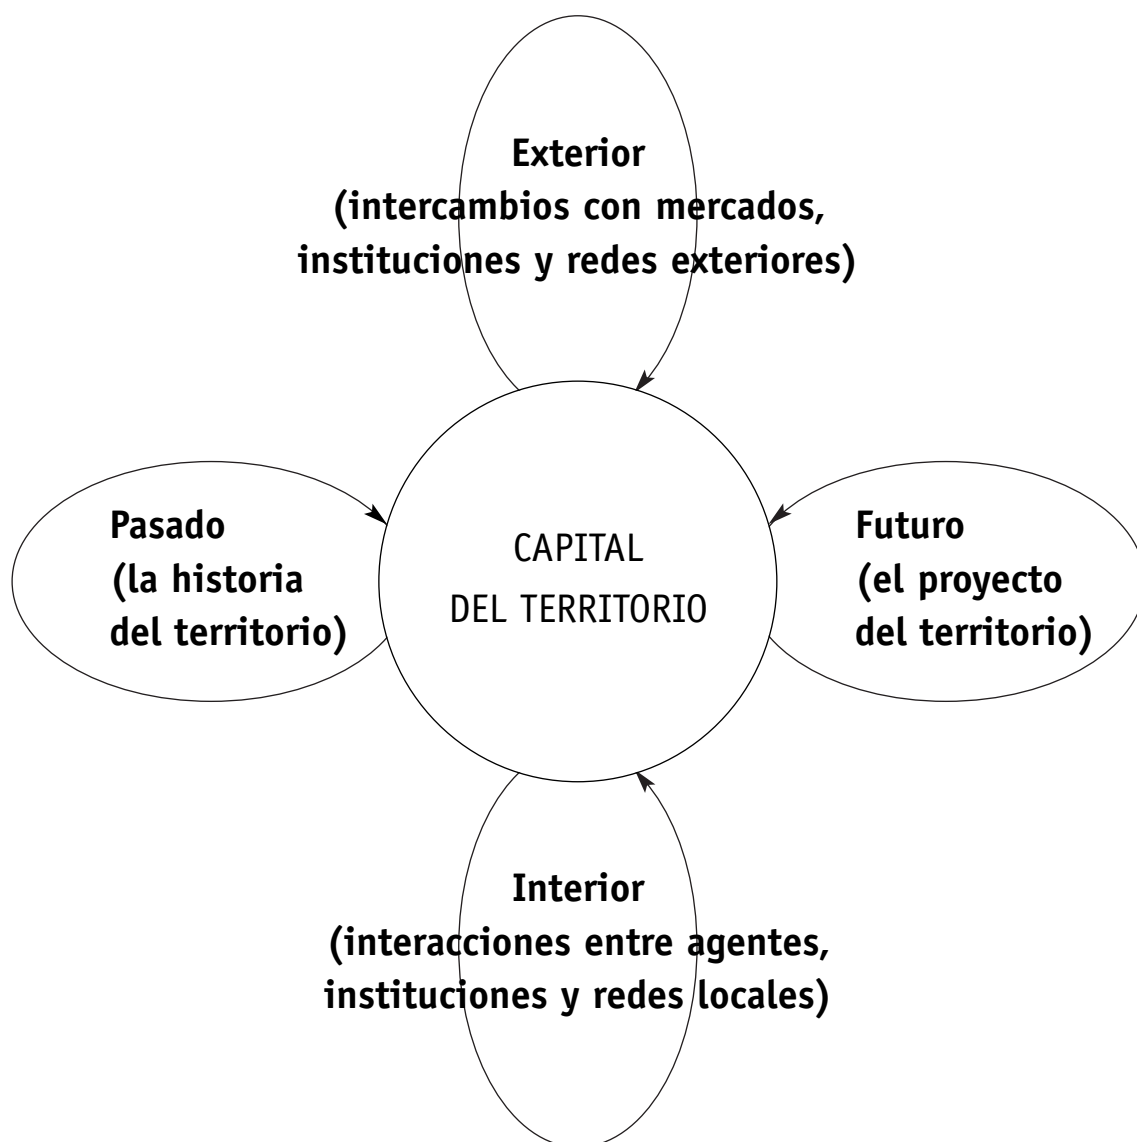 Exterior
(intercambios con mercados,
instituciones y redes exteriores)
Pasado
(la historia
del territorio)
CAPITAL
DEL TERRITORIO
Futuro
(el proyecto
del territorio)
Interior
(interacciones entre agentes,
instituciones y redes locales)